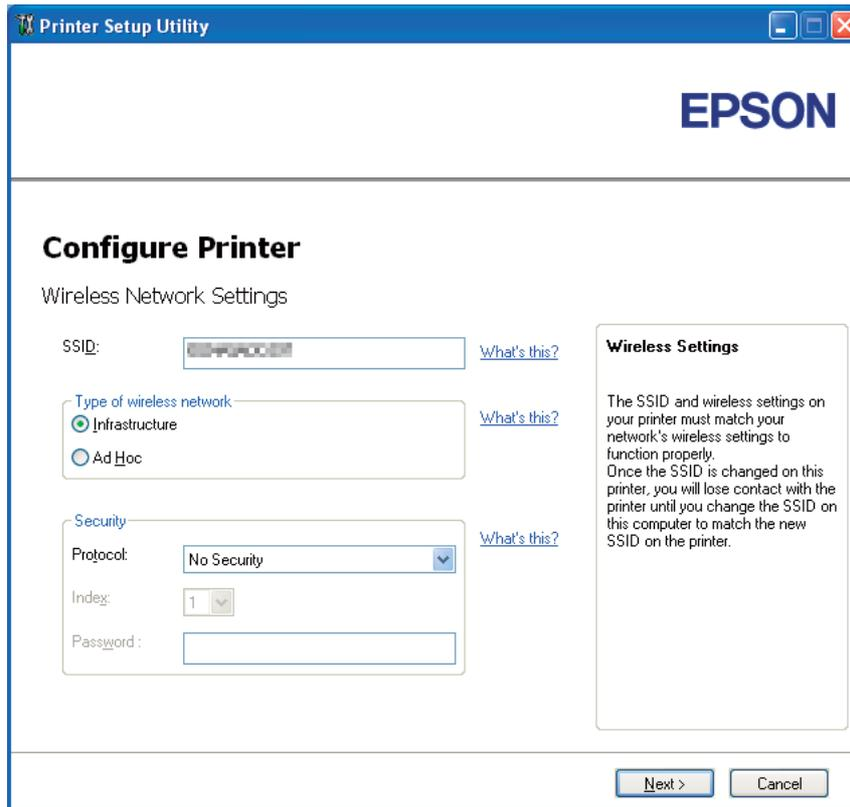 Printer Setup Utility
EPSON
Configure Printer
Wireless Network Settings
SSID:
What's this?
Type of wireless network
Infrastructure
Ad Hoc
What's this?
Security
Protocol:
No Security
Index:
1
Password :
What's this?
Wireless Settings
The SSID and wireless settings on
your printer must match your
network's wireless settings to
function properly.
Once the SSID is changed on this
printer, you will lose contact with the
printer until you change the SSID on
this computer to match the new
SSID on the printer.
Next >
Cancel